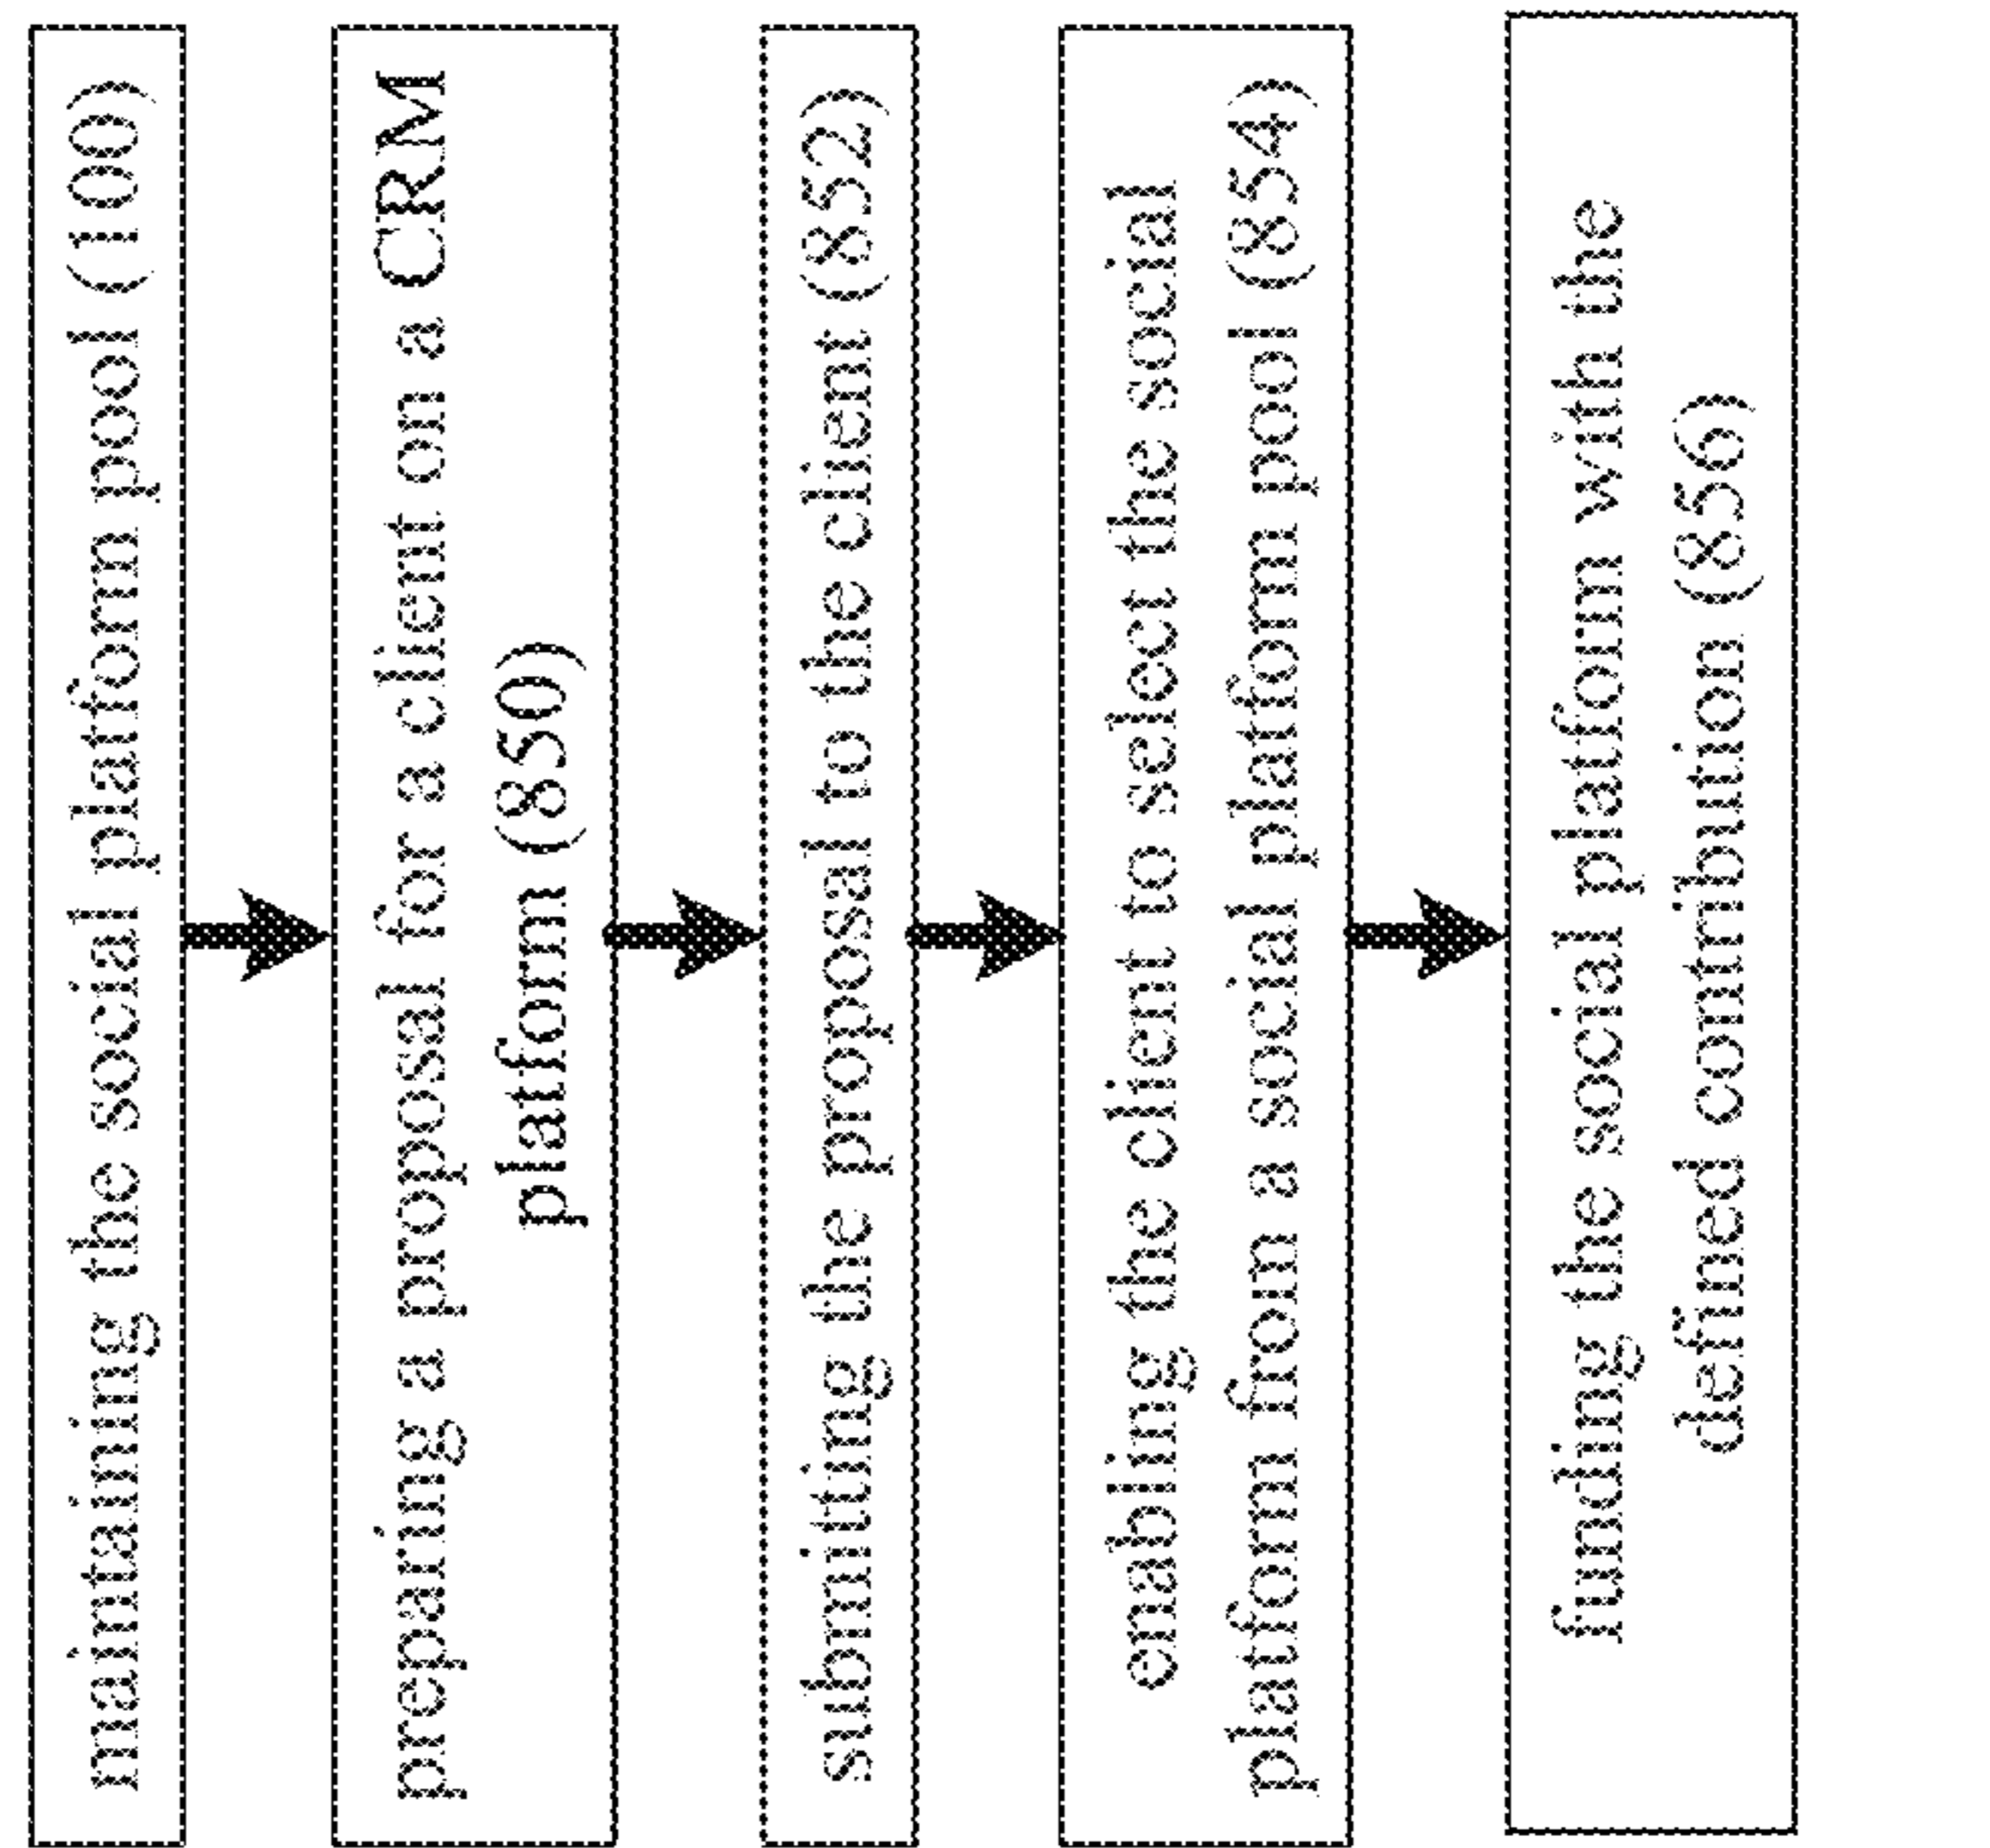 maintaining the social platform pool (100)
preparing a proposal for a client on a CRM
platform (850)
submitting the proposal to the client (852)
enabling the client to select the social
platform from a social platform pool (854)
funding the social platform with the
defined contribution (856)